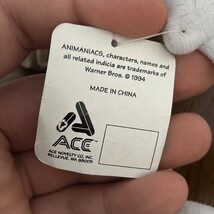 ANIMANIACS, characters, names and
all related indicia are trademarks of
Warner Bros. © 1994
MADE IN CHINA
ACE
ACE NOVELTY CO. INC.
BELLEVUE, WA 98005